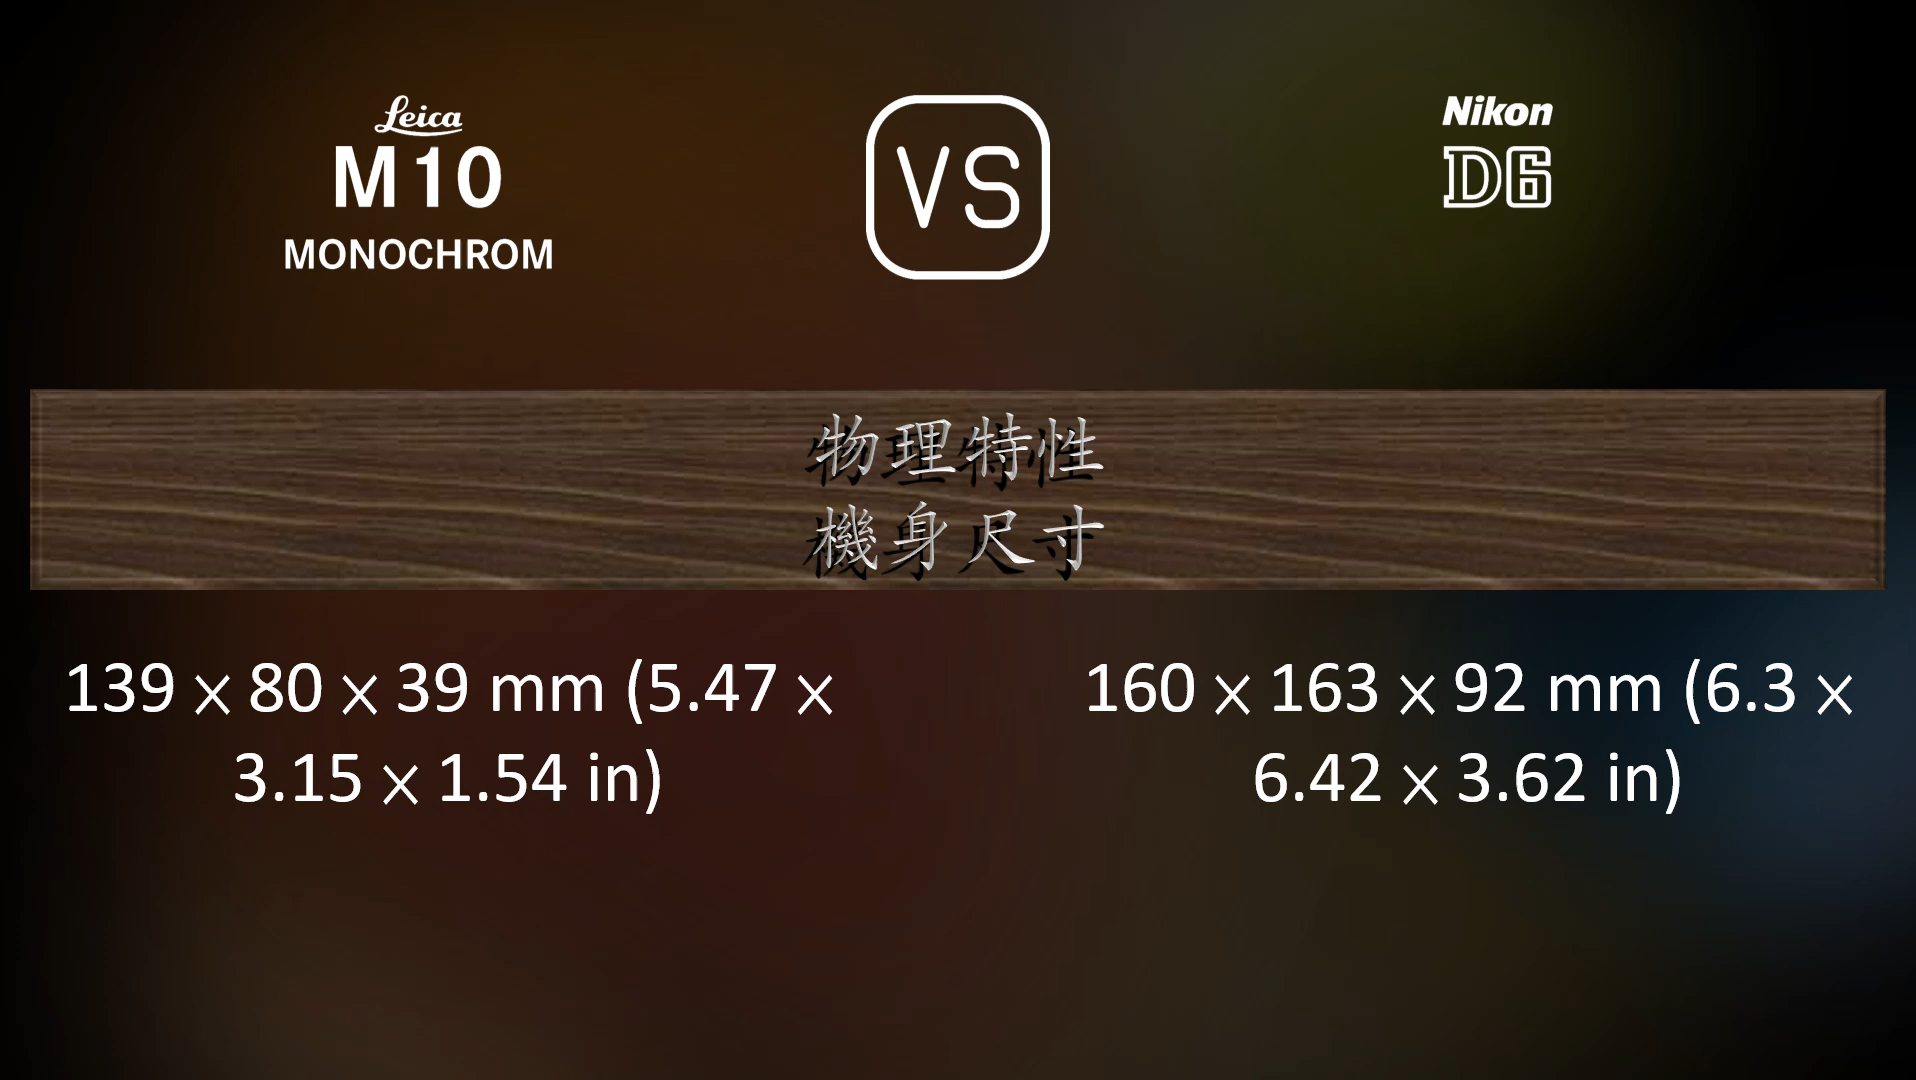 Leica
M10
MONOCHROM
VS
Nikon
D6
物理特性
機身尺寸
139 x 80 x 39 mm (5.47 x
3.15 x 1.54 in)
160 x 163 x 92 mm (6.3 x
6.42 x 3.62 in)